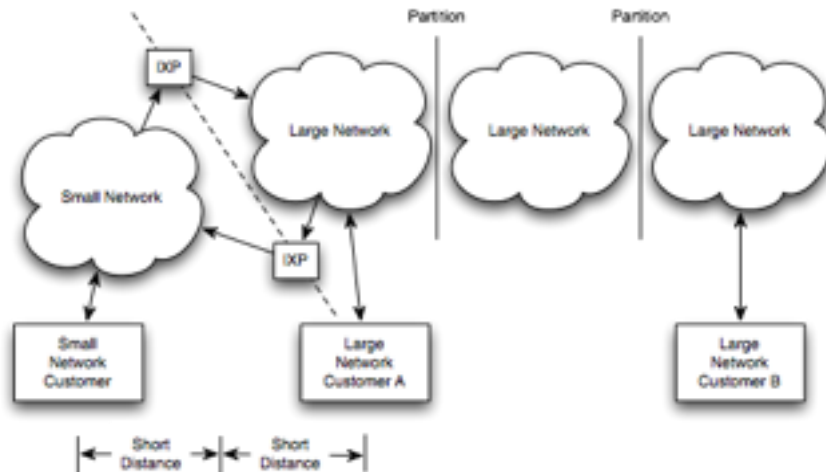 Partition
Partition
IXP
Large Network
Large Network
Large Network
Small Network
IXP
Small
Network
Customer
Large
Network
Customer A
Large
Network
Customer B
Short
Distance
Short
Distance